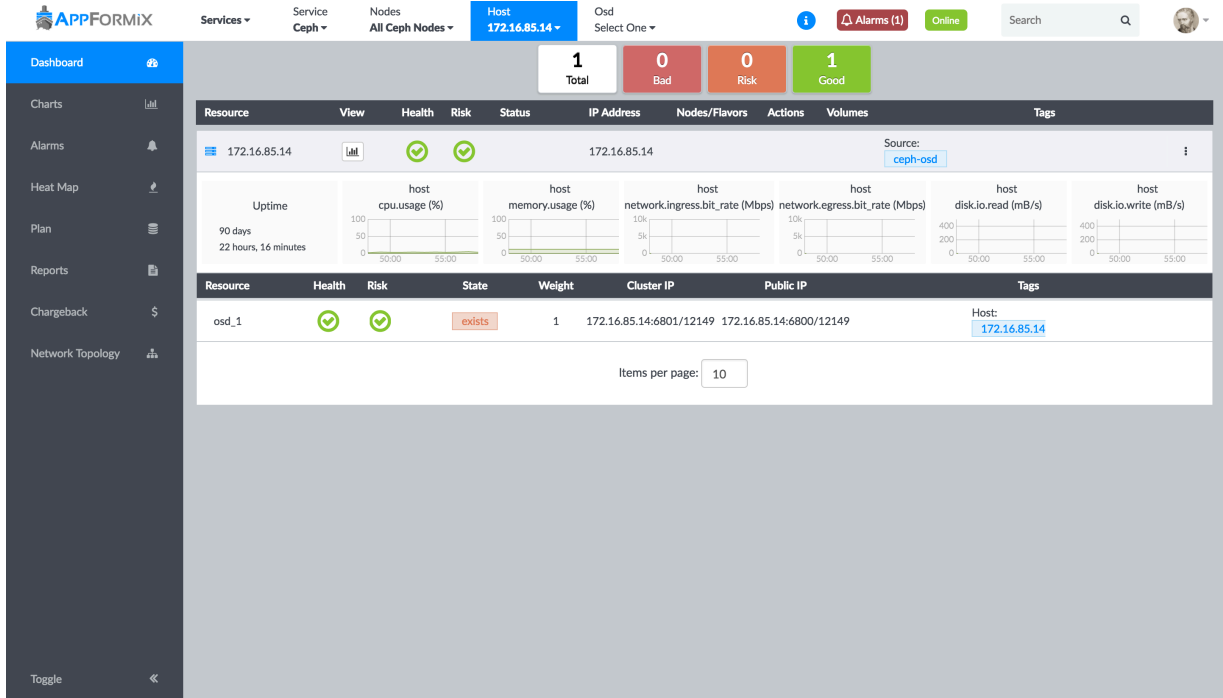 APPFORMIX
Services
Service
Ceph
Nodes
All Ceph Nodes
Host
172.16.85.14
Osd
Select One
i
Alarms (1)
Online
Search
Dashboard
Charts
Alarms
Heat Map
Plan
Reports
Chargeback
$
Network Topology
Toggle
1
Total
0
Bad
0
Risk
1
Good
Resource View Health Risk Status IP Address Nodes/Flavors Actions Volumes Tags
172.16.85.14 172.16.85.14
Source:
ceph-osd
Uptime
90 days
22 hours, 16 minutes
host
cpu.usage (%)
100
50
0
50:00 55:00
host
memory.usage (%)
100
50
0
50:00 55:00
host
network.ingress.bit_rate (Mbps)
10k
5k
0
50:00 55:00
host
network.egress.bit_rate (Mbps)
10k
5k
0
50:00 55:00
host
disk.io.read (mB/s)
400
200
0
50:00 55:00
host
disk.io.write (mB/s)
400
200
0
50:00 55:00
Resource Health Risk State Weight Cluster IP Public IP Tags
osd_1 exists 1 172.16.85.14:6801/12149 172.16.85.14:6800/12149
Host:
172.16.85.14
Items per page: 10